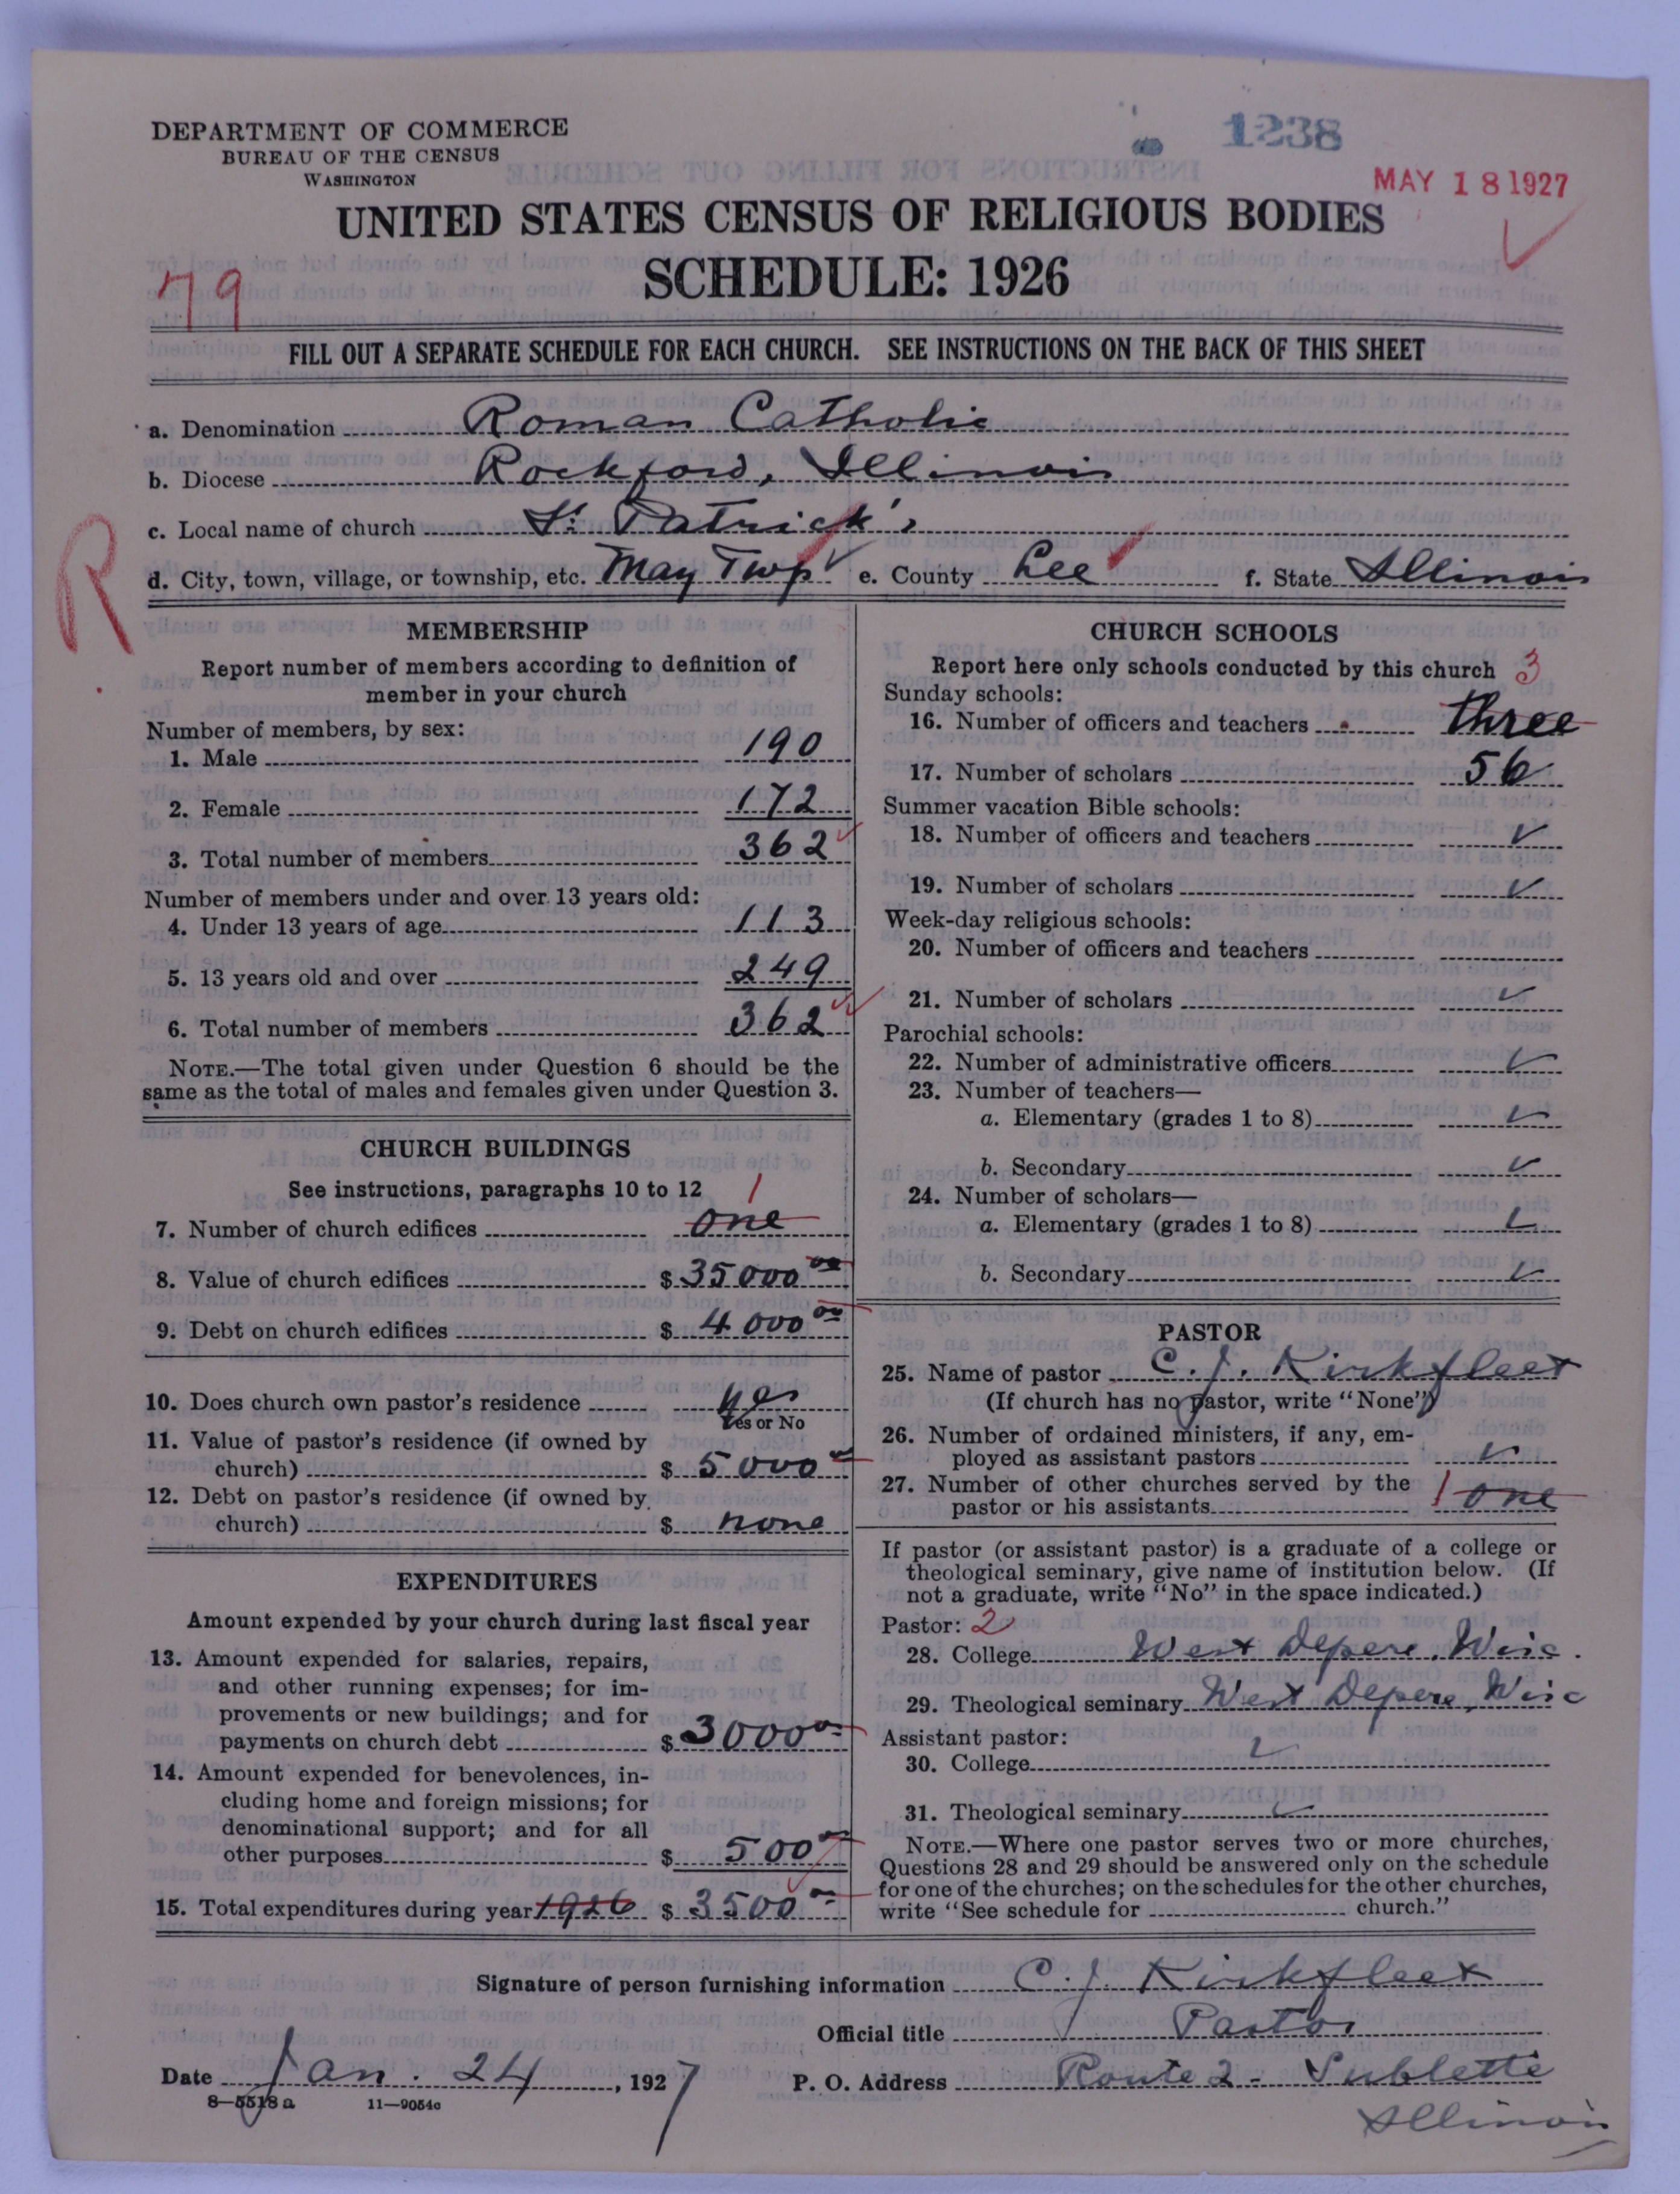 DEPARTMENT OF COMMERCE
BUREAU OF THE CENSUS
WASHINGTON
1238
MAY 18 1927
UNITED STATES CENSUS OF RELIGIOUS BODIES
SCHEDULE: 1926
79
FILL OUT A SEPARATE SCHEDULE FOR EACH CHURCH. SEE INSTRUCTIONS ON THE BACK OF THIS SHEET
a. Denomination Roman Catholic
b. Diocese Rockford, Illinois
c. Local name of church St. Patrick's
R
d. City, town, village, or township, etc. May Twp e. County Lee f. State Illinois
MEMBERSHIP
Report number of members according to definition of
member in your church
Number of members, by sex:
1. Male 190
2. Female 172
3. Total number of members 362
Number of members under and over 13 years old:
4. Under 13 years of age 113
5. 13 years old and over 249
6. Total number of members 362
NOTE.—The total given under Question 6 should be the
same as the total of males and females given under Question 3.
CHURCH BUILDINGS
See instructions, paragraphs 10 to 12 1
7. Number of church edifices one
8. Value of church edifices $ 35000 00
9. Debt on church edifices $ 4000 00
10. Does church own pastor's residence yes
Yes or No
11. Value of pastor's residence (if owned by
church) $ 5000
12. Debt on pastor's residence (if owned by
church) $ none
EXPENDITURES
Amount expended by your church during last fiscal year
13. Amount expended for salaries, repairs,
and other running expenses; for im-
provements or new buildings; and for
payments on church debt $ 3000 00
14. Amount expended for benevolences, in-
cluding home and foreign missions; for
denominational support; and for all
other purposes $ 500
15. Total expenditures during year 1926 $ 3500
CHURCH SCHOOLS
Report here only schools conducted by this church 3
Sunday schools:
16. Number of officers and teachers three
17. Number of scholars 56
Summer vacation Bible schools:
18. Number of officers and teachers ✓
19. Number of scholars ✓
Week-day religious schools:
20. Number of officers and teachers
21. Number of scholars ✓
Parochial schools:
22. Number of administrative officers ✓
23. Number of teachers—
a. Elementary (grades 1 to 8) ✓
b. Secondary ✓
24. Number of scholars—
a. Elementary (grades 1 to 8) ✓
b. Secondary ✓
PASTOR
25. Name of pastor C. J. Kirkfleet
(If church has no pastor, write "None")
26. Number of ordained ministers, if any, em-
ployed as assistant pastors ✓
27. Number of other churches served by the
pastor or his assistants 1 one
If pastor (or assistant pastor) is a graduate of a college or
theological seminary, give name of institution below. (If
not a graduate, write "No" in the space indicated.)
Pastor: 2
28. College West Depere, Wisc.
29. Theological seminary West Depere, Wisc
Assistant pastor:
30. College ✓
31. Theological seminary ✓
NOTE.—Where one pastor serves two or more churches,
Questions 28 and 29 should be answered only on the schedule
for one of the churches; on the schedules for the other churches,
write "See schedule for church."
Signature of person furnishing information C. J. Kirkfleet
Official title Pastor
Date Jan. 24, 1927 P. O. Address Route 2 - Sublette
Illinois
8—5518 a 11—9054c